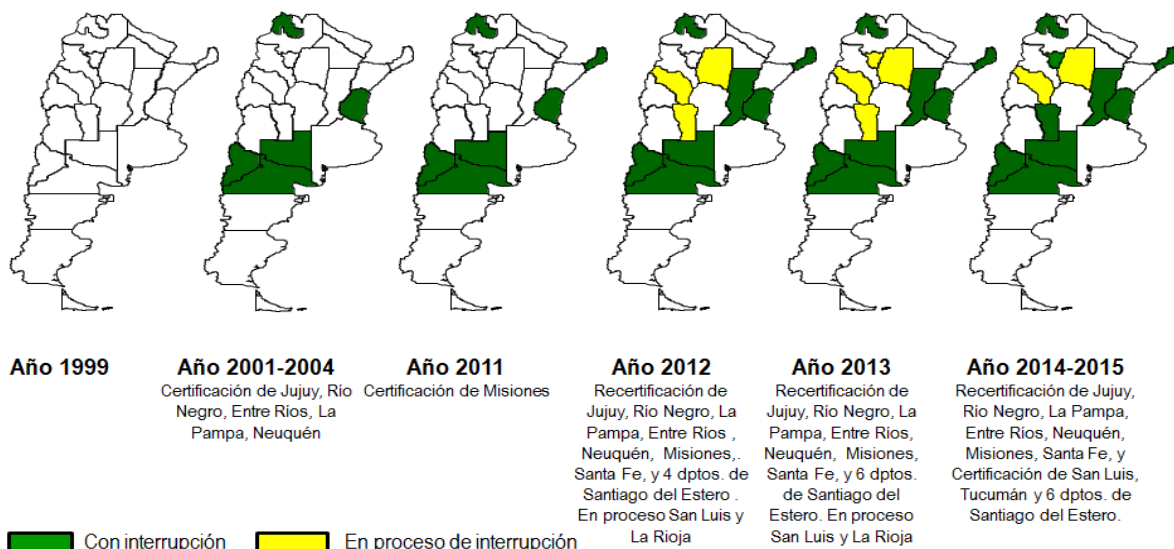 Año 1999
Año 2001-2004
Certificación de Jujuy, Río
Negro, Entre Ríos, La
Pampa, Neuquén
Año 2011
Certificación de Misiones
Año 2012
Recertificación de
Jujuy, Río Negro, La
Pampa, Entre Ríos ,
Neuquén, Misiones,.
Santa Fe, y 4 dptos. de
Santiago del Estero .
En proceso San Luis y
La Rioja
Año 2013
Recertificación de
Jujuy, Río Negro, La
Pampa, Entre Ríos,
Neuquén, Misiones,
Santa Fe, y 6 dptos.
de Santiago del
Estero. En proceso
San Luis y La Rioja
Año 2014-2015
Recertificación de Jujuy,
Río Negro, La Pampa,
Entre Ríos, Neuquén,
Misiones, Santa Fe, y
Certificación de San Luis,
Tucumán y 6 dptos. de
Santiago del Estero.
Con interrupción
En proceso de interrupción